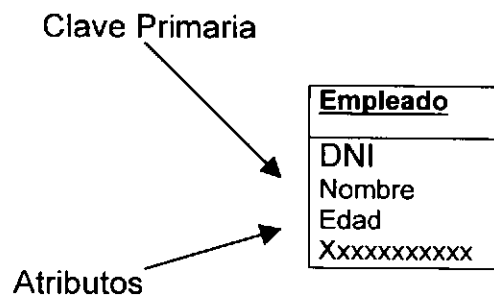 Clave Primaria
Empleado
DNI
Nombre
Edad
Xxxxxxxxxxx
Atributos